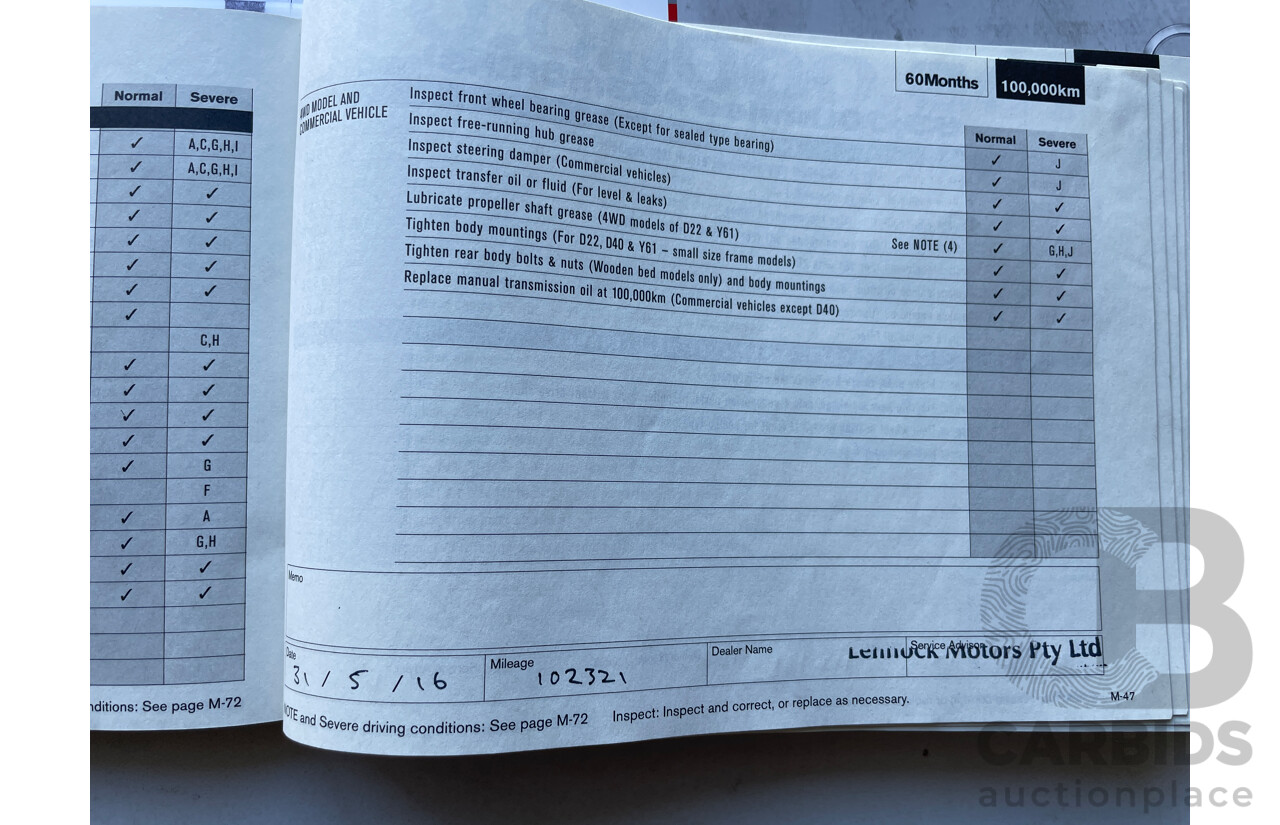 Normal Severe
✓ A,C,G,H,I
✓ A,C,G,H,I
✓ ✓
✓ ✓
✓ ✓
✓ ✓
✓ ✓
✓
C,H
✓ ✓
✓ ✓
✓ ✓
✓ ✓
✓ G
F
✓ A
✓ G,H
✓ ✓
✓ ✓
See page M-72
60Months 100,000km
4WD MODEL AND
COMMERCIAL VEHICLE
Normal Severe
Inspect front wheel bearing grease (Except for sealed type bearing) ✓ J
Inspect free-running hub grease ✓ J
Inspect steering damper (Commercial vehicles) ✓ ✓
Inspect transfer oil or fluid (For level & leaks) ✓ ✓
Lubricate propeller shaft grease (4WD models of D22 & Y61) See NOTE (4) ✓ G,H,J
Tighten body mountings (For D22, D40 & Y61 – small size frame models) ✓ ✓
Tighten rear body bolts & nuts (Wooden bed models only) and body mountings ✓ ✓
Replace manual transmission oil at 100,000km (Commercial vehicles except D40) ✓ ✓
Memo
Date
31 / 5 / 16
Mileage
102321
Dealer Name
Service Advisor
Lennock Motors Pty Ltd
NOTE and Severe driving conditions: See page M-72 Inspect: Inspect and correct, or replace as necessary.
M-47
CB
CARBIDS
auctionplace